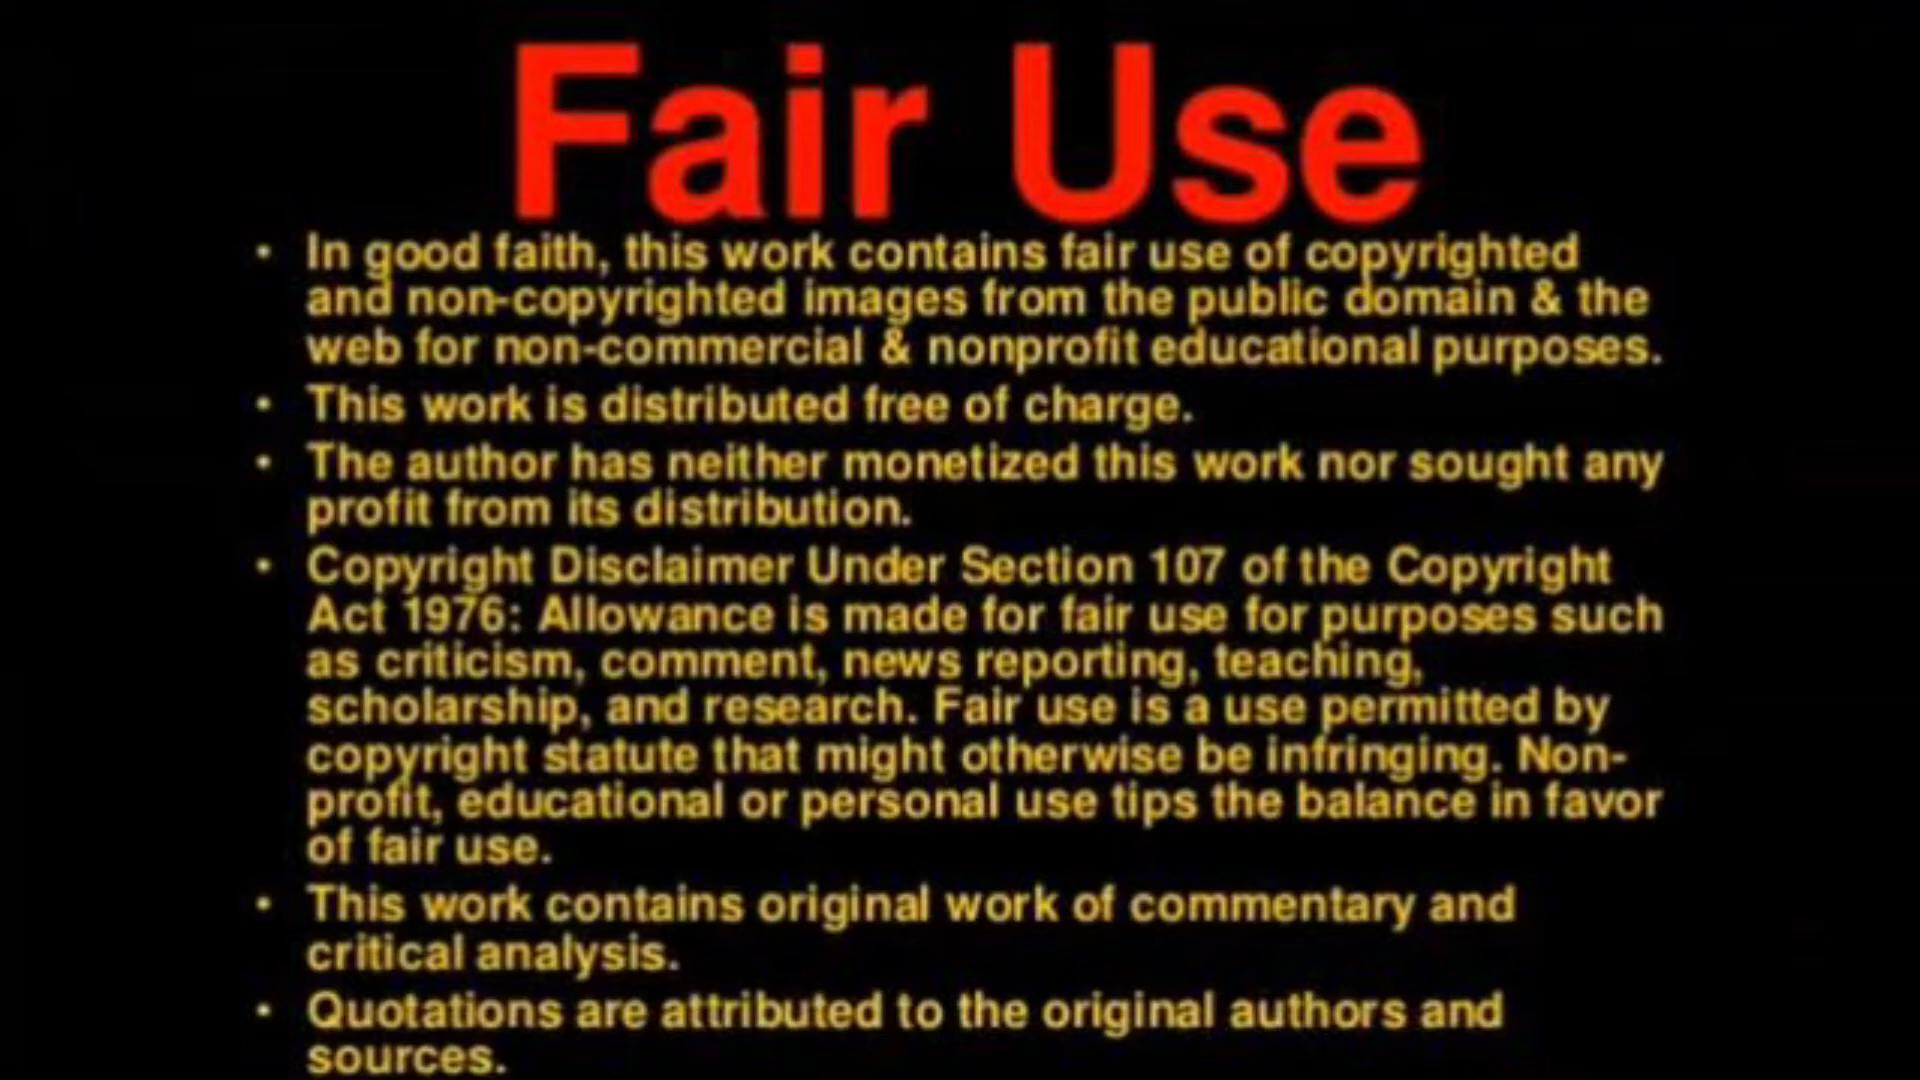 Fair Use
• In good faith, this work contains fair use of copyrighted
and non-copyrighted images from the public domain & the
web for non-commercial & nonprofit educational purposes.
• This work is distributed free of charge.
• The author has neither monetized this work nor sought any
profit from its distribution.
• Copyright Disclaimer Under Section 107 of the Copyright
Act 1976: Allowance is made for fair use for purposes such
as criticism, comment, news reporting, teaching,
scholarship, and research. Fair use is a use permitted by
copyright statute that might otherwise be infringing. Non-
profit, educational or personal use tips the balance in favor
of fair use.
• This work contains original work of commentary and
critical analysis.
• Quotations are attributed to the original authors and
sources.